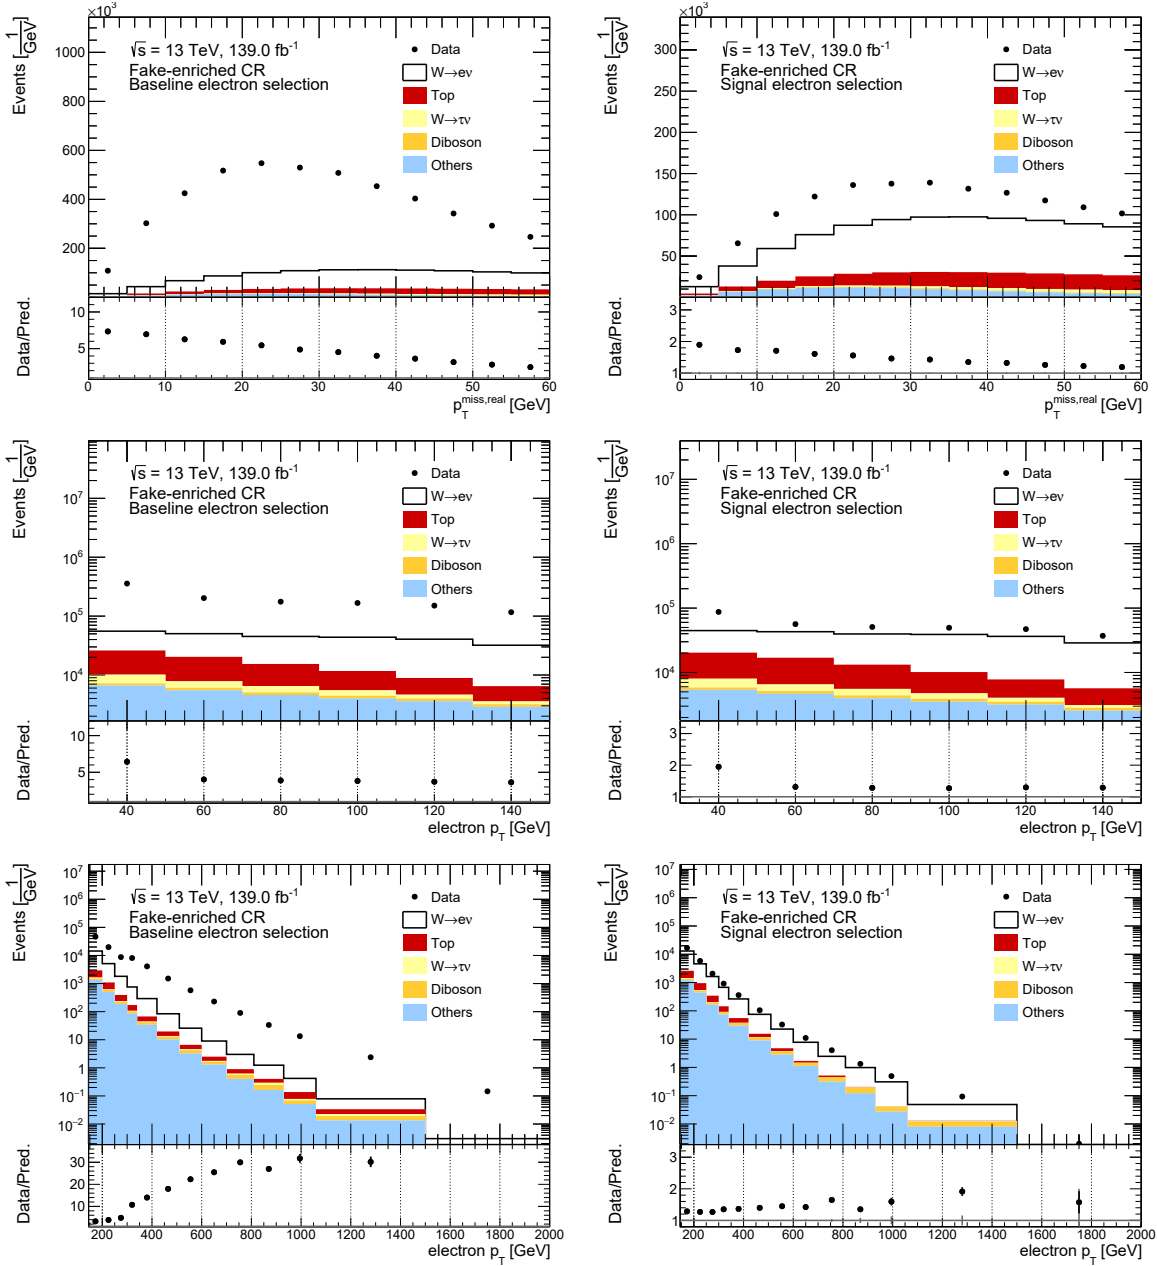 ×10³
Events [1/GeV]
√s = 13 TeV, 139.0 fb⁻¹
Fake-enriched CR
Baseline electron selection
Data
W→eν
Top
W→τν
Diboson
Others
1000
800
600
400
200
Data/Pred.
10
5
0 10 20 30 40 50 60
p_T^miss,real [GeV]
×10³
Events [1/GeV]
√s = 13 TeV, 139.0 fb⁻¹
Fake-enriched CR
Signal electron selection
Data
W→eν
Top
W→τν
Diboson
Others
300
250
200
150
100
50
Data/Pred.
3
2
1
0 10 20 30 40 50 60
p_T^miss,real [GeV]
Events [1/GeV]
√s = 13 TeV, 139.0 fb⁻¹
Fake-enriched CR
Baseline electron selection
Data
W→eν
Top
W→τν
Diboson
Others
10⁷
10⁶
10⁵
10⁴
Data/Pred.
10
5
40 60 80 100 120 140
electron p_T [GeV]
Events [1/GeV]
√s = 13 TeV, 139.0 fb⁻¹
Fake-enriched CR
Signal electron selection
Data
W→eν
Top
W→τν
Diboson
Others
10⁷
10⁶
10⁵
10⁴
Data/Pred.
3
2
1
40 60 80 100 120 140
electron p_T [GeV]
Events [1/GeV]
√s = 13 TeV, 139.0 fb⁻¹
Fake-enriched CR
Baseline electron selection
Data
W→eν
Top
W→τν
Diboson
Others
10⁷
10⁶
10⁵
10⁴
10³
10²
10
1
10⁻¹
10⁻²
Data/Pred.
30
20
10
200 400 600 800 1000 1200 1400 1600 1800 2000
electron p_T [GeV]
Events [1/GeV]
√s = 13 TeV, 139.0 fb⁻¹
Fake-enriched CR
Signal electron selection
Data
W→eν
Top
W→τν
Diboson
Others
10⁷
10⁶
10⁵
10⁴
10³
10²
10
1
10⁻¹
10⁻²
Data/Pred.
3
2
1
200 400 600 800 1000 1200 1400 1600 1800 2000
electron p_T [GeV]